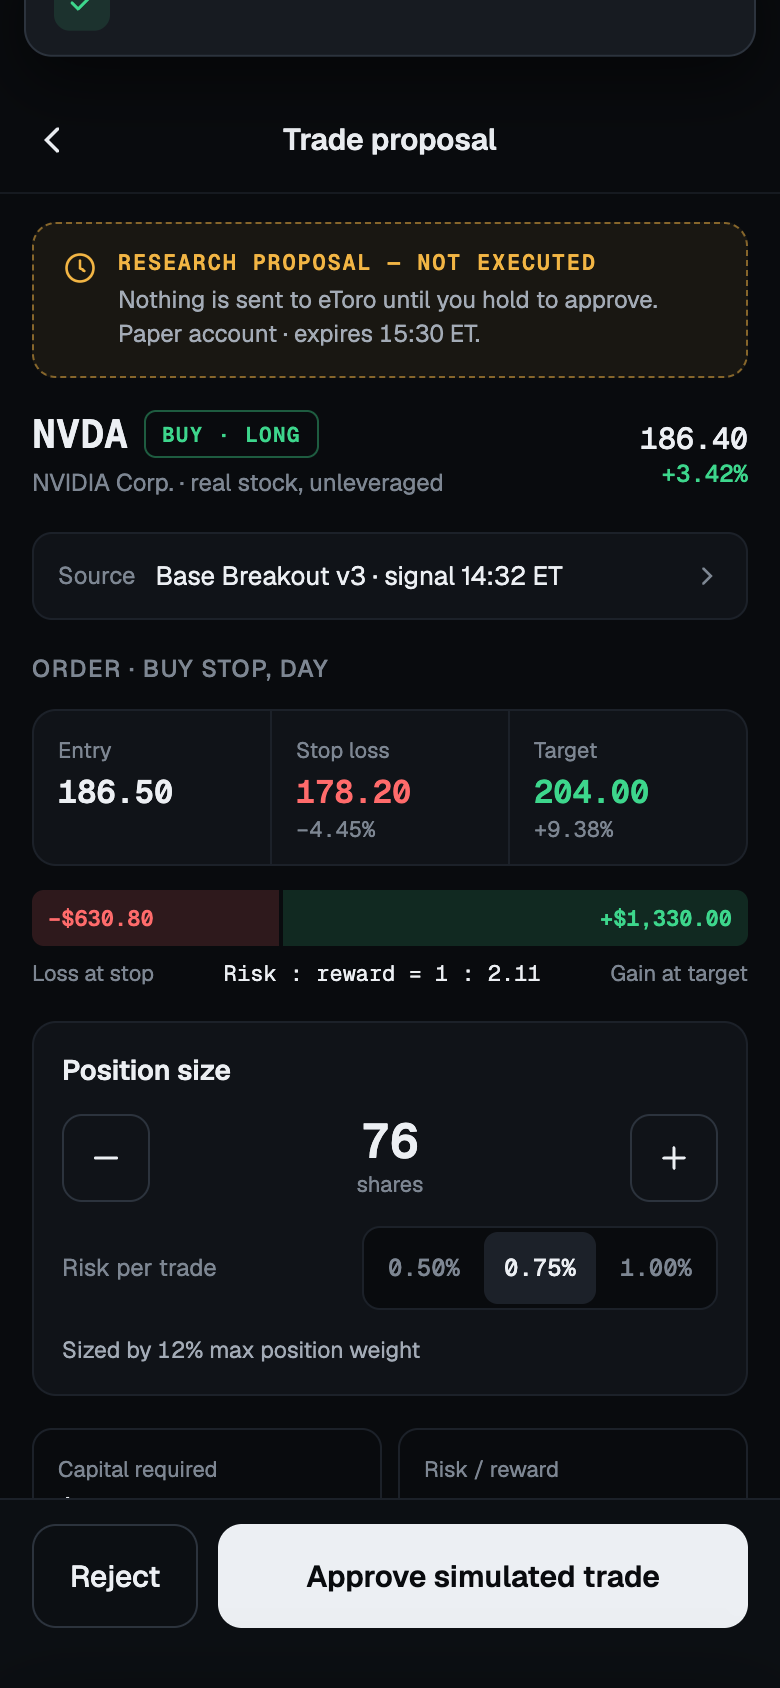 Trade proposal
RESEARCH PROPOSAL – NOT EXECUTED
Nothing is sent to eToro until you hold to approve.
Paper account · expires 15:30 ET.
NVDA
BUY · LONG
186.40
NVIDIA Corp. · real stock, unleveraged
+3.42%
Source Base Breakout v3 · signal 14:32 ET
ORDER · BUY STOP, DAY
Entry
186.50
Stop loss
178.20
−4.45%
Target
204.00
+9.38%
−$630.80
+$1,330.00
Loss at stop
Risk : reward = 1 : 2.11
Gain at target
Position size
76
shares
Risk per trade
0.50%
0.75%
1.00%
Sized by 12% max position weight
Capital required
Risk / reward
Reject
Approve simulated trade